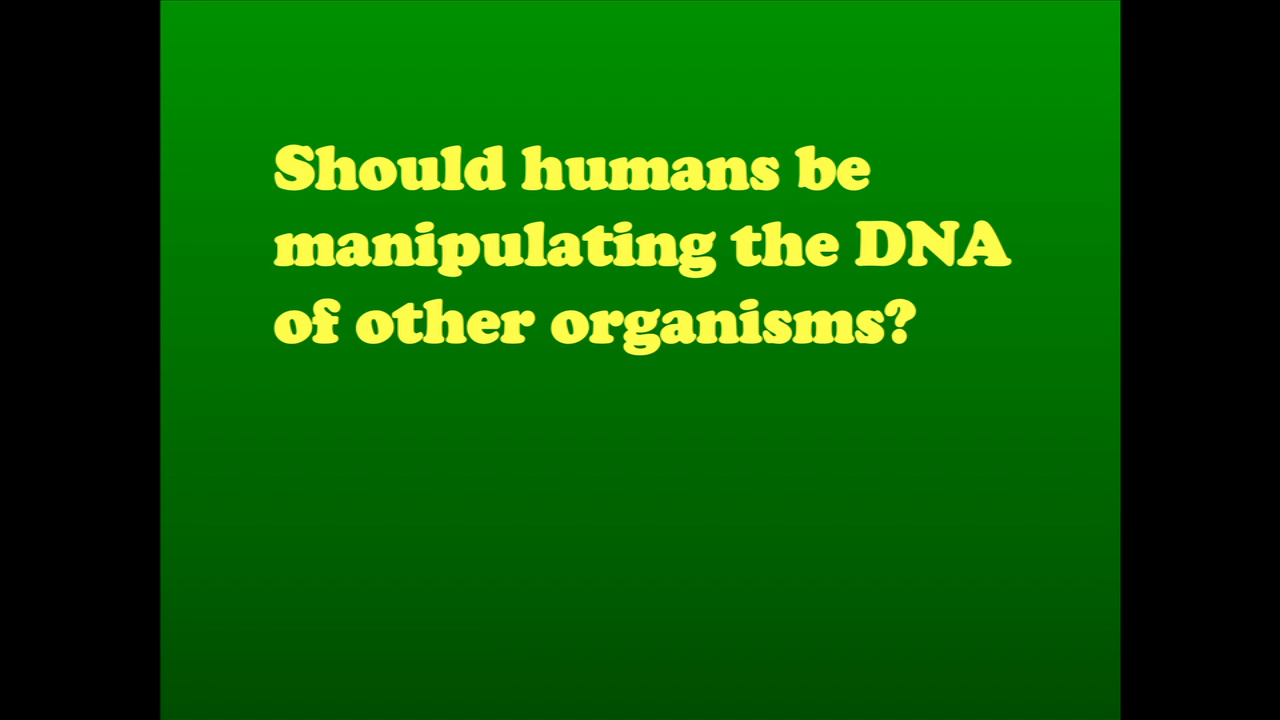 Should humans be
manipulating the DNA
of other organisms?